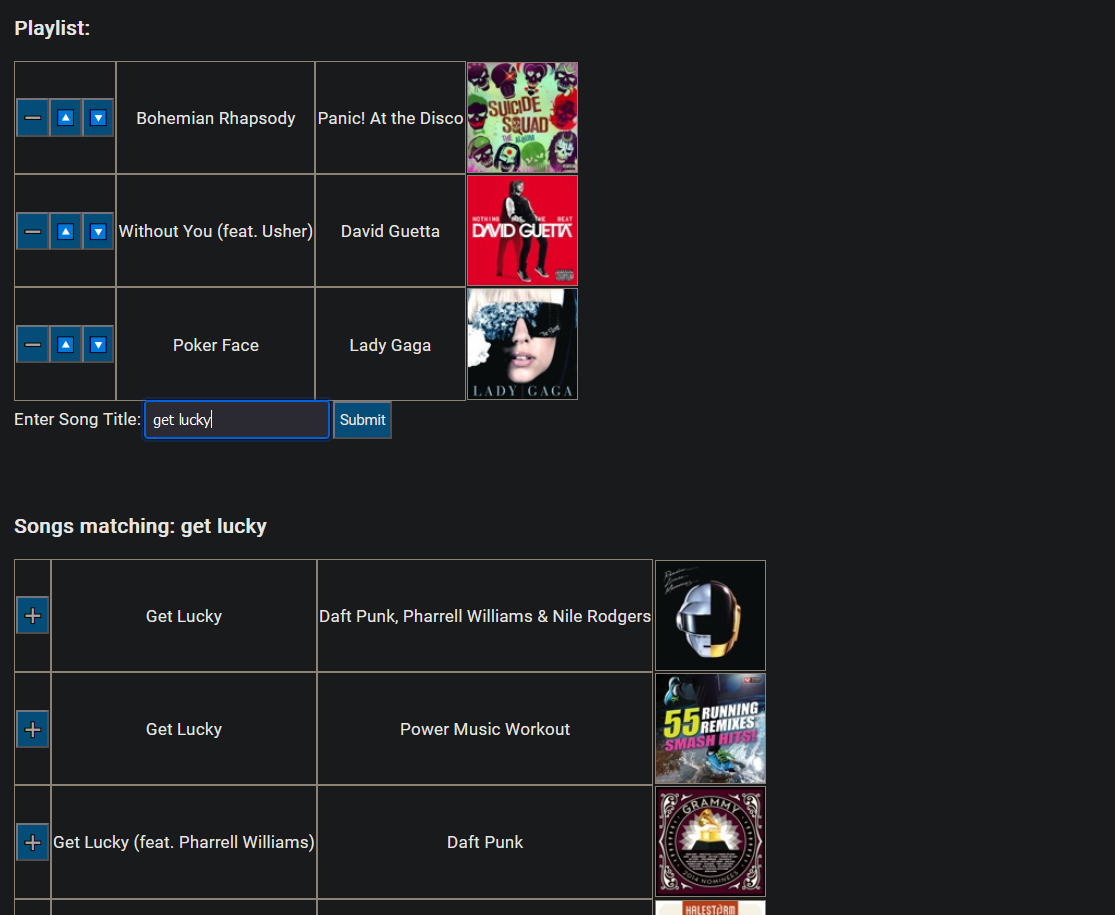 Playlist:
Bohemian Rhapsody
Panic! At the Disco
SUICIDE
SQUAD
THE ALBUM
Without You (feat. Usher)
David Guetta
NOTHING BUT THE BEAT
DAVID GUETTA
Poker Face
Lady Gaga
LADY GAGA
Enter Song Title:
get lucky
Submit
Songs matching: get lucky
Get Lucky
Daft Punk, Pharrell Williams & Nile Rodgers
Get Lucky
Power Music Workout
55 RUNNING
REMIXES
SMASH HITS!
Get Lucky (feat. Pharrell Williams)
Daft Punk
GRAMMY
2014 NOMINEES
HALESTORM